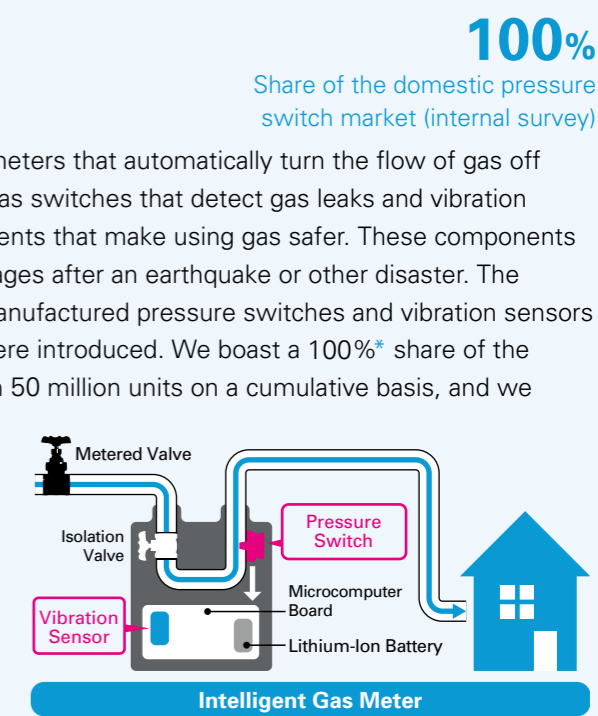 100%
Share of the domestic pressure
switch market (internal survey)
meters that automatically turn the flow of gas off
as switches that detect gas leaks and vibration
ents that make using gas safer. These components
ages after an earthquake or other disaster. The
anufactured pressure switches and vibration sensors
ere introduced. We boast a 100%* share of the
50 million units on a cumulative basis, and we
Metered Valve
Isolation
Valve
Pressure
Switch
Vibration
Sensor
Microcomputer
Board
Lithium-Ion Battery
Intelligent Gas Meter